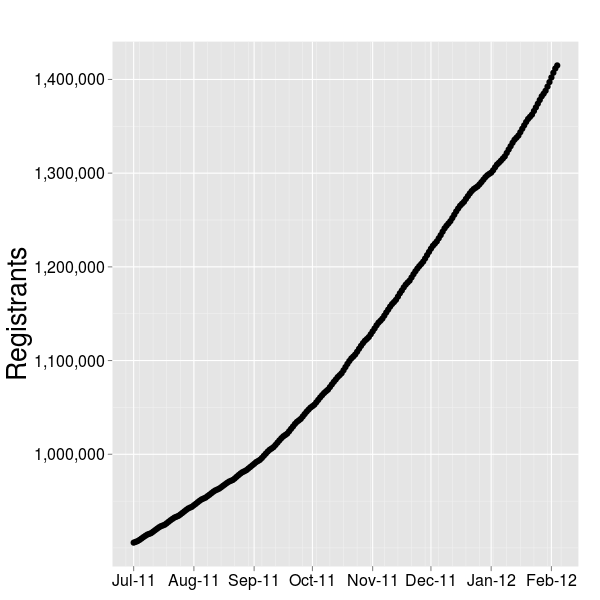 Registrants
1,400,000
1,300,000
1,200,000
1,100,000
1,000,000
Jul-11 Aug-11 Sep-11 Oct-11 Nov-11 Dec-11 Jan-12 Feb-12